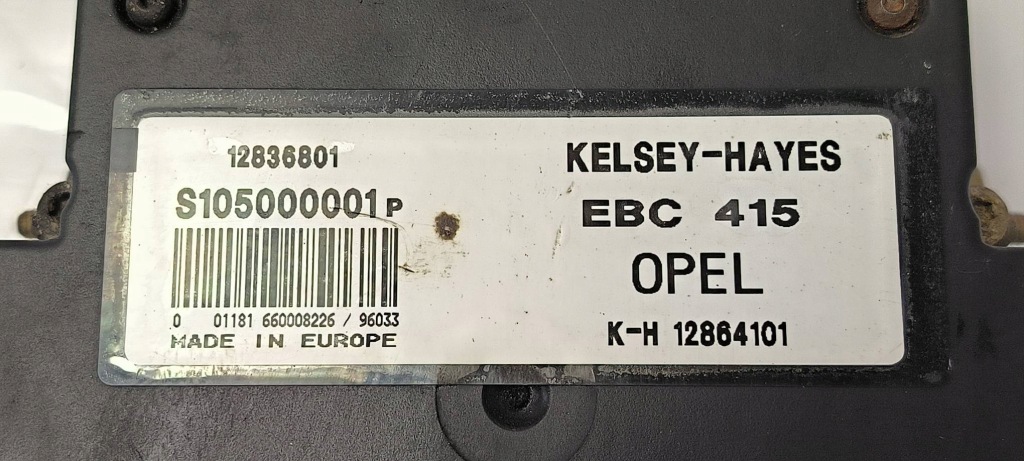 12836801
S105000001P
0 01181 660008226 / 96033
MADE IN EUROPE
KELSEY-HAYES
EBC 415
OPEL
K-H 12864101